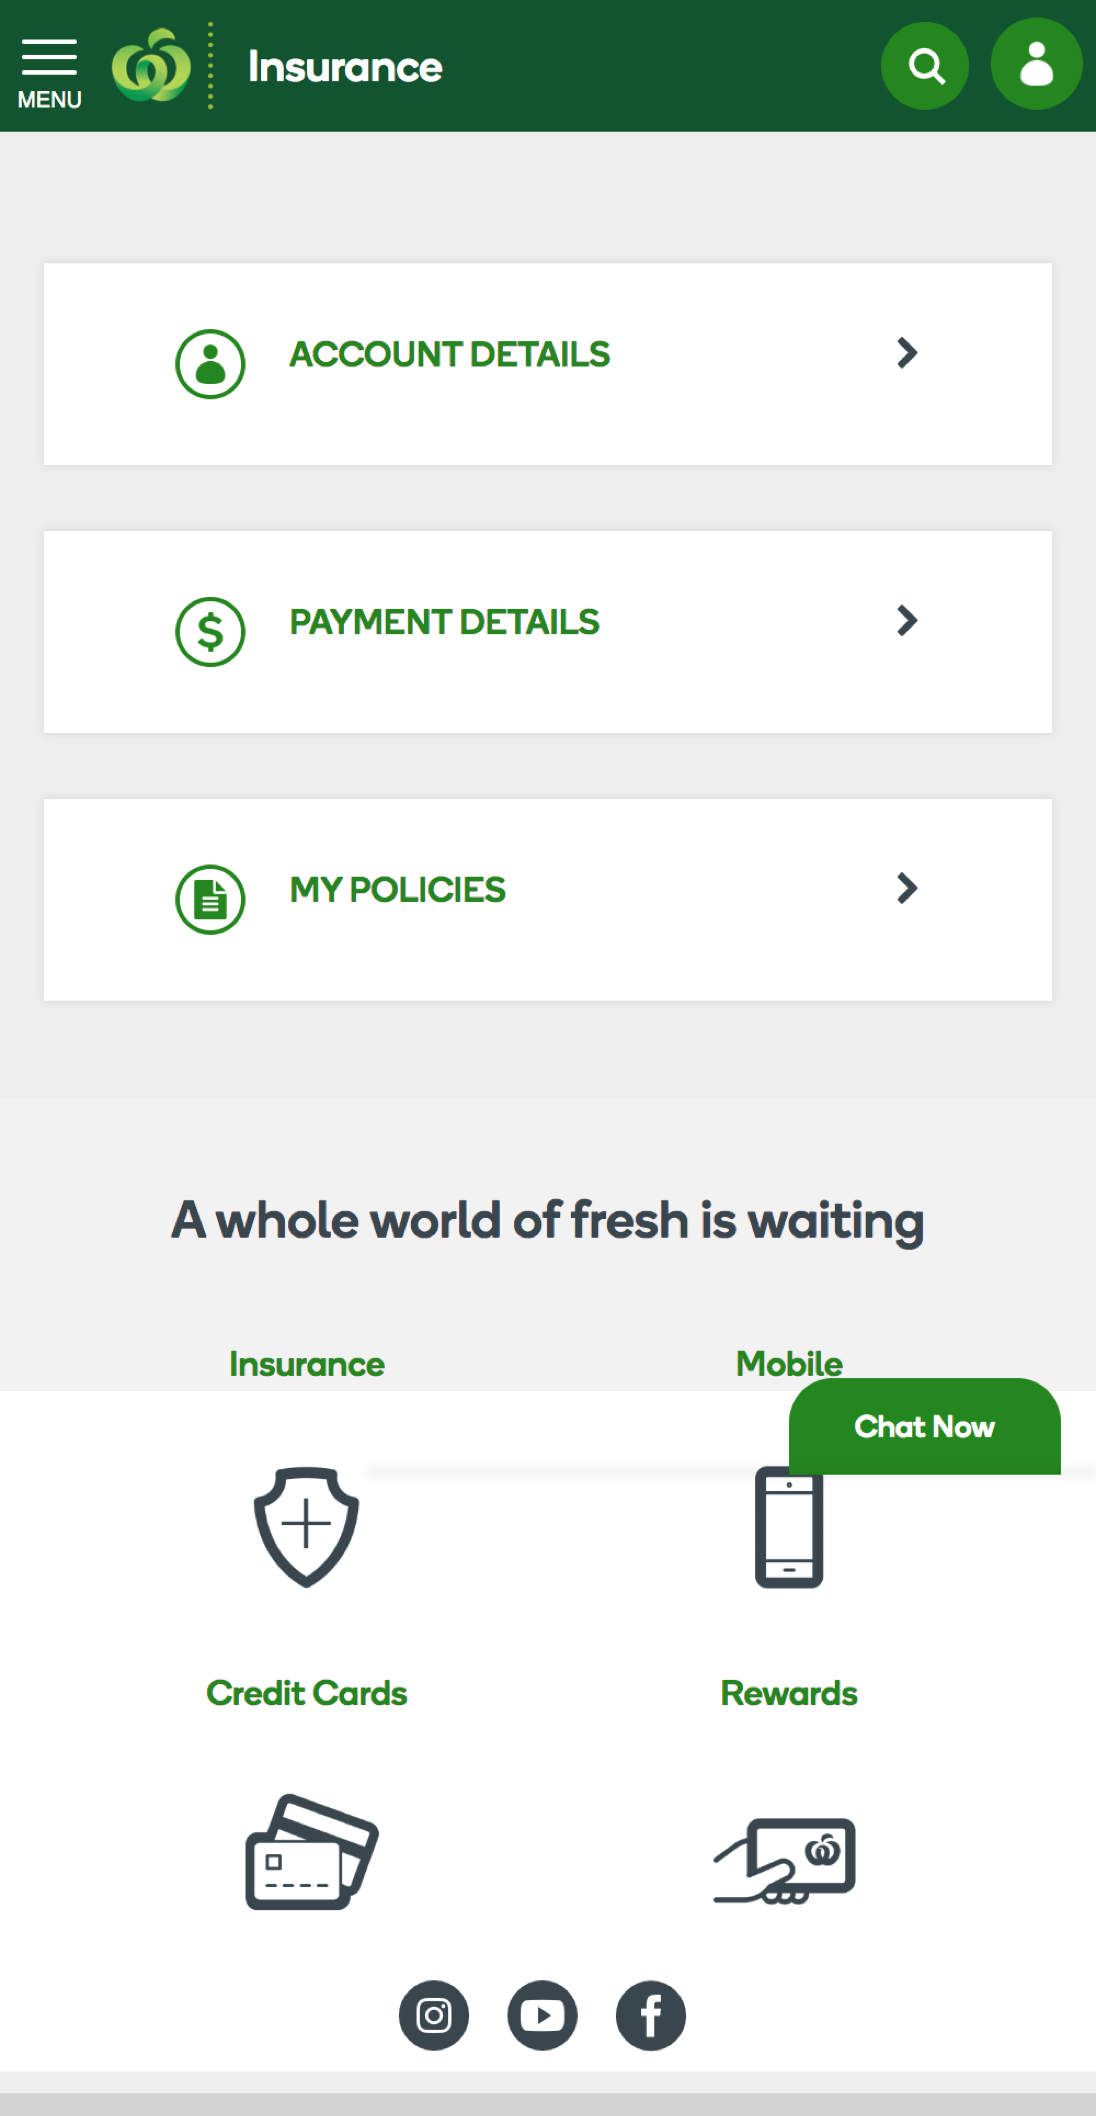 MENU
Insurance
ACCOUNT DETAILS
PAYMENT DETAILS
MY POLICIES
A whole world of fresh is waiting
Insurance
Mobile
Chat Now
Credit Cards
Rewards